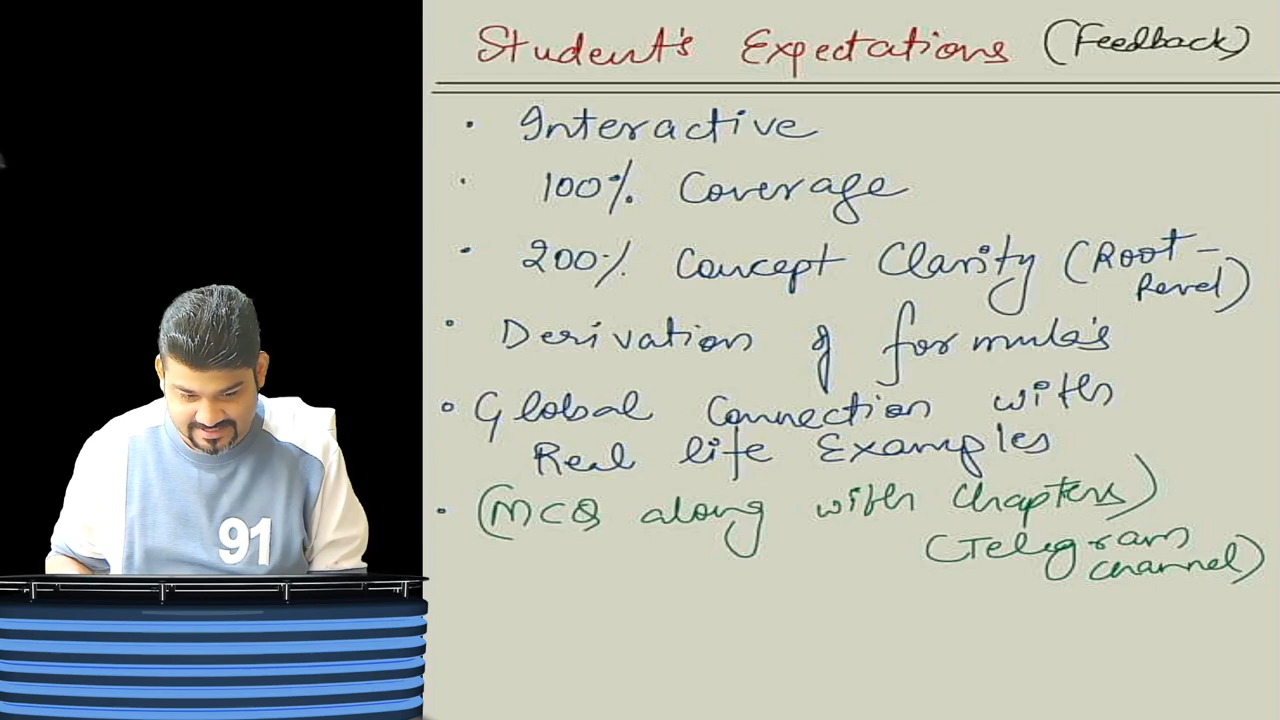 Student's Expectations (Feedback)
• Interactive
• 100% Coverage
• 200% Concept Clarity (Root-
Level)
• Derivation of formula's
• Global Connection with
Real life Examples
• (MCQ along with Chapters)
(Telegram
channel)
91